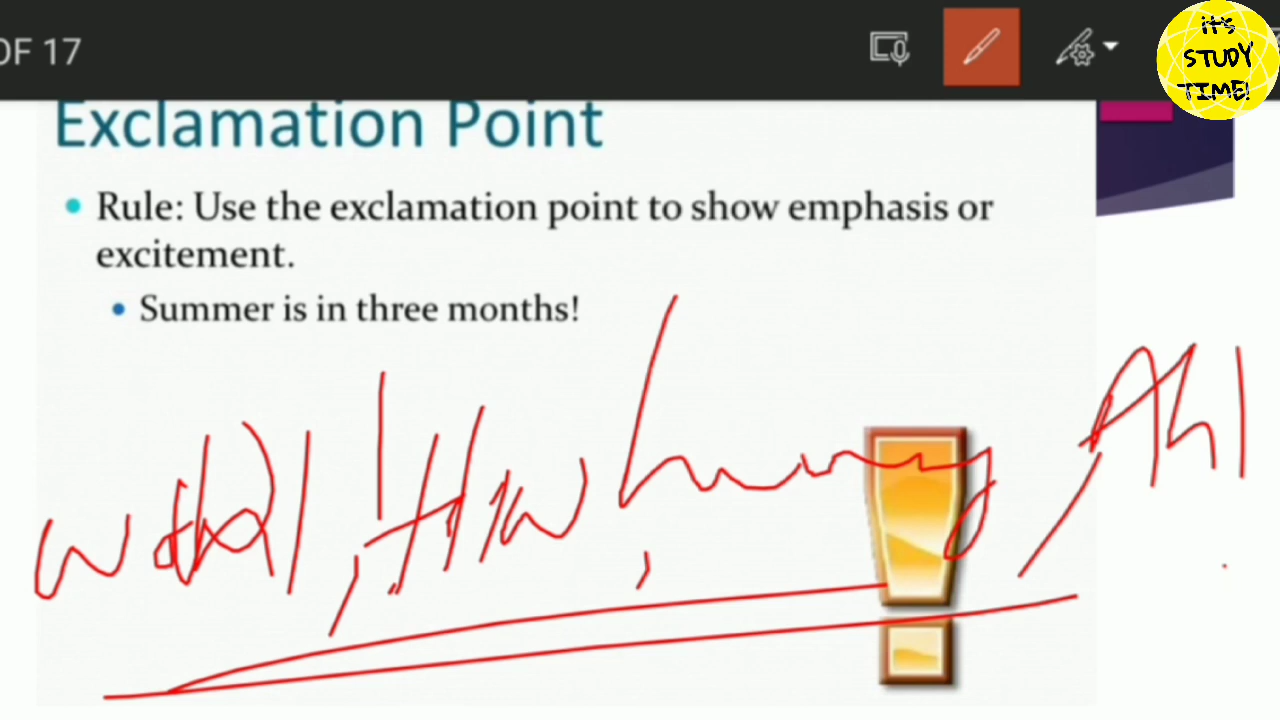 OF 17
it's
STUDY
TIME!
Exclamation Point
Rule: Use the exclamation point to show emphasis or
excitement.
Summer is in three months!
Ah!